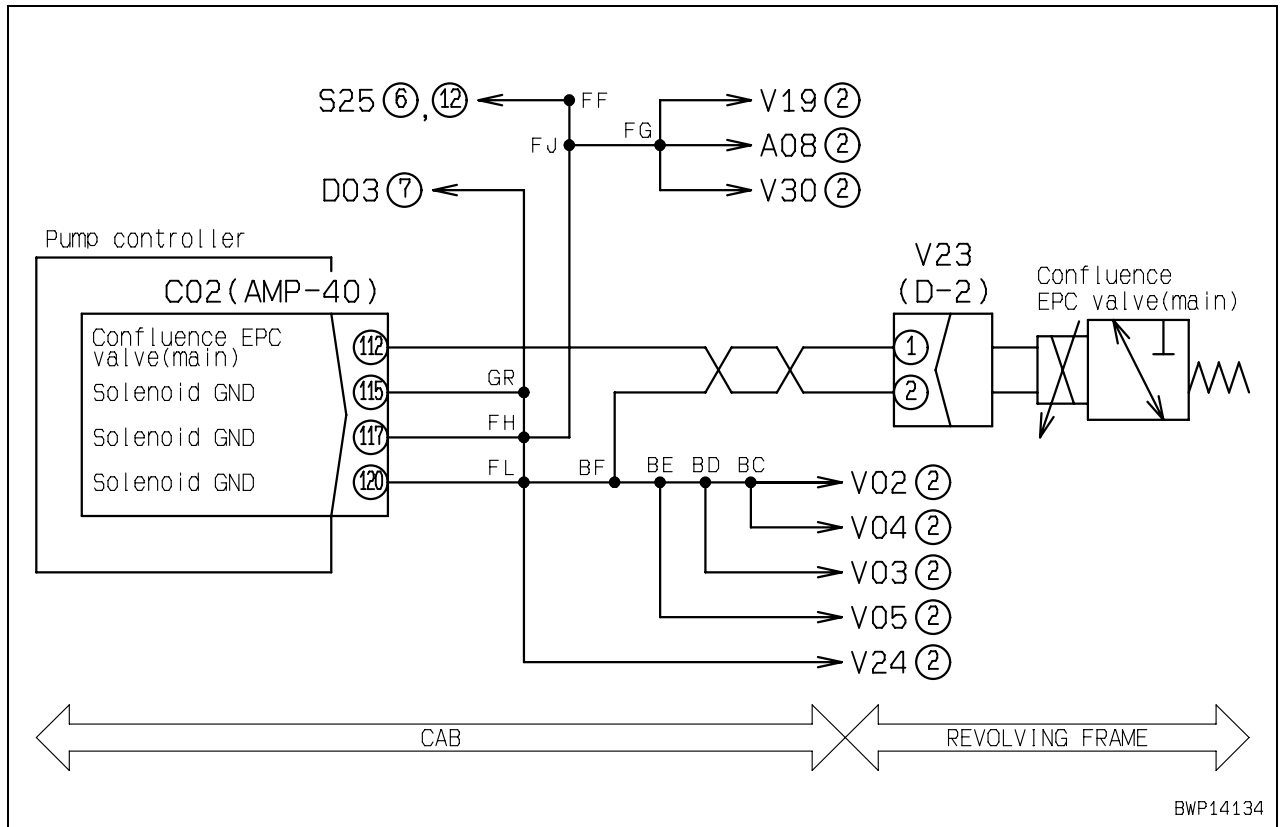 S25 ⑥, ⑫
FF
V19 ②
FJ
FG
A08 ②
D03 ⑦
V30 ②
Pump controller
C02(AMP-40)
V23
(D-2)
Confluence
EPC valve(main)
Confluence EPC
valve(main)
112
1
Solenoid GND
115
GR
2
Solenoid GND
117
FH
Solenoid GND
120
FL
BF
BE
BD
BC
V02 ②
V04 ②
V03 ②
V05 ②
V24 ②
CAB
REVOLVING FRAME
BWP14134